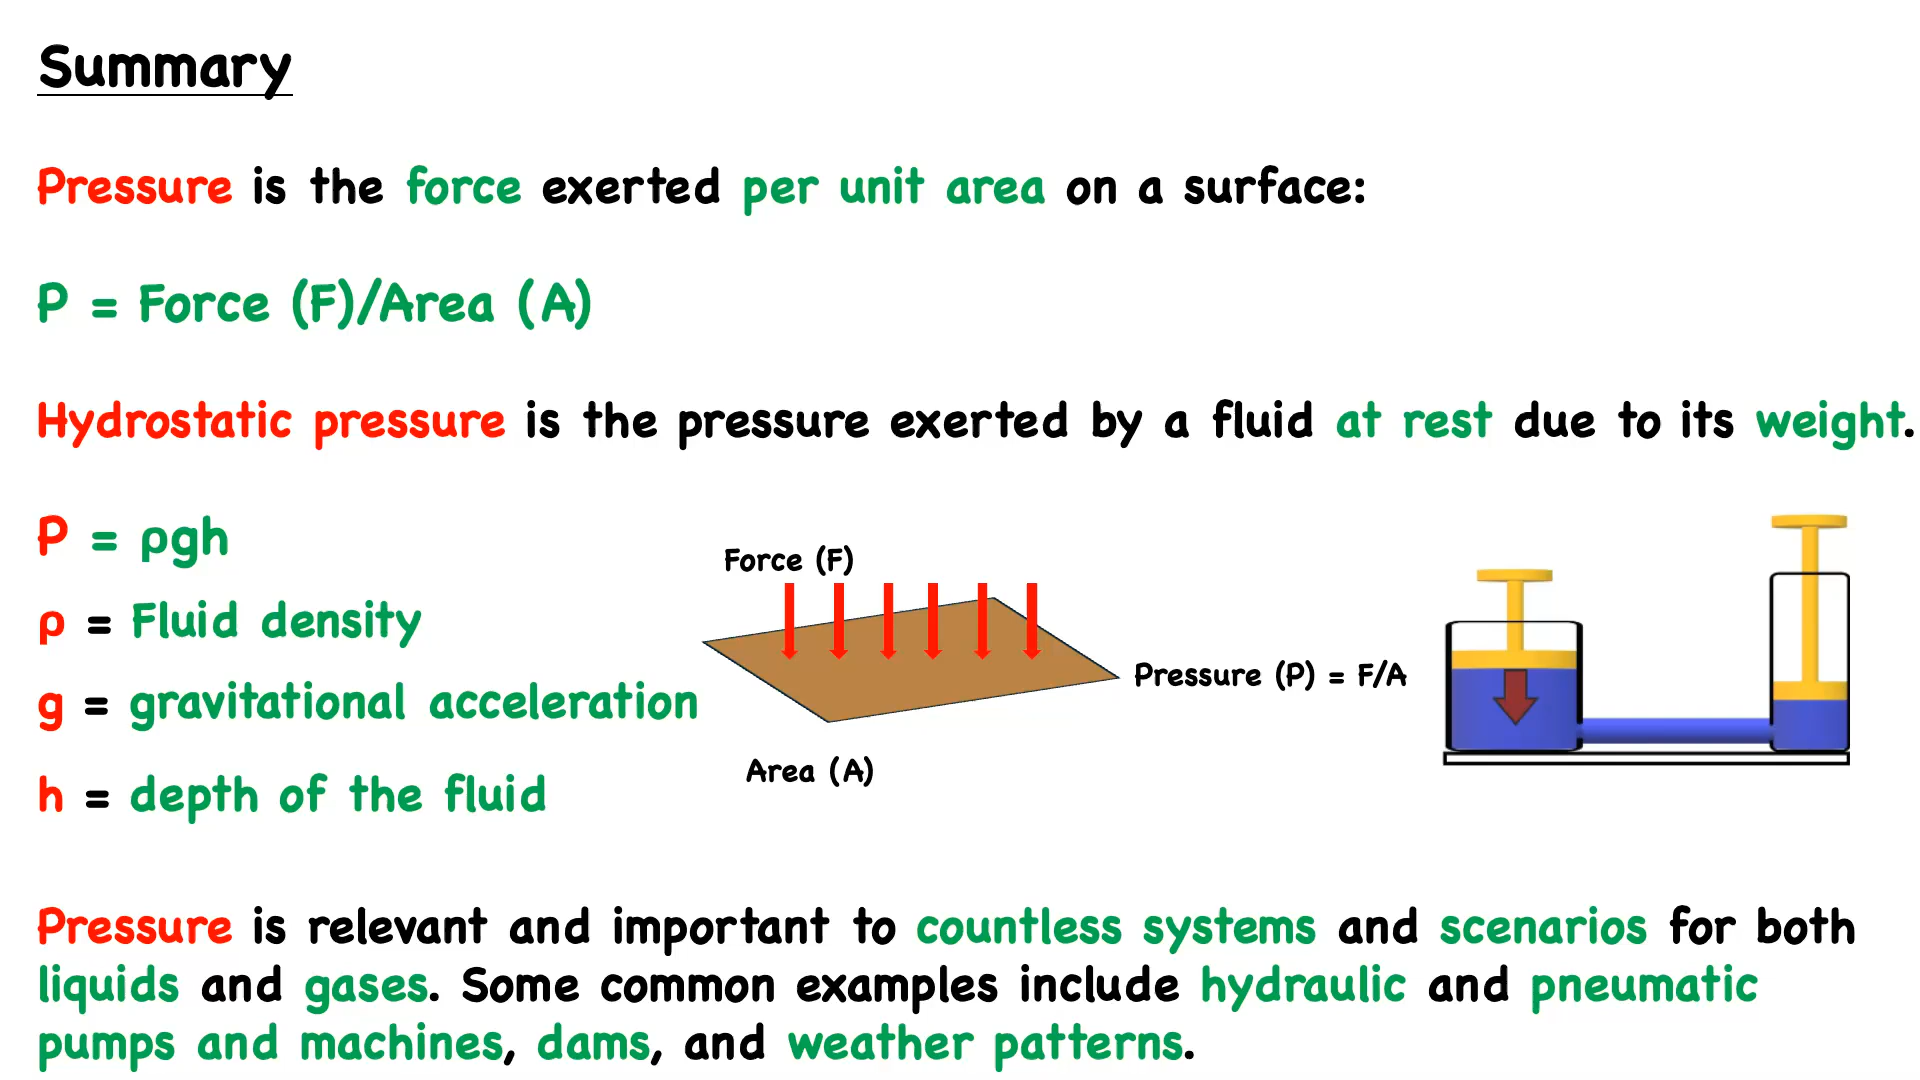 Summary
Pressure is the force exerted per unit area on a surface:
P = Force (F)/Area (A)
Hydrostatic pressure is the pressure exerted by a fluid at rest due to its weight.
P = ρgh
ρ = Fluid density
g = gravitational acceleration
h = depth of the fluid
Force (F)
Pressure (P) = F/A
Area (A)
Pressure is relevant and important to countless systems and scenarios for both
liquids and gases. Some common examples include hydraulic and pneumatic
pumps and machines, dams, and weather patterns.